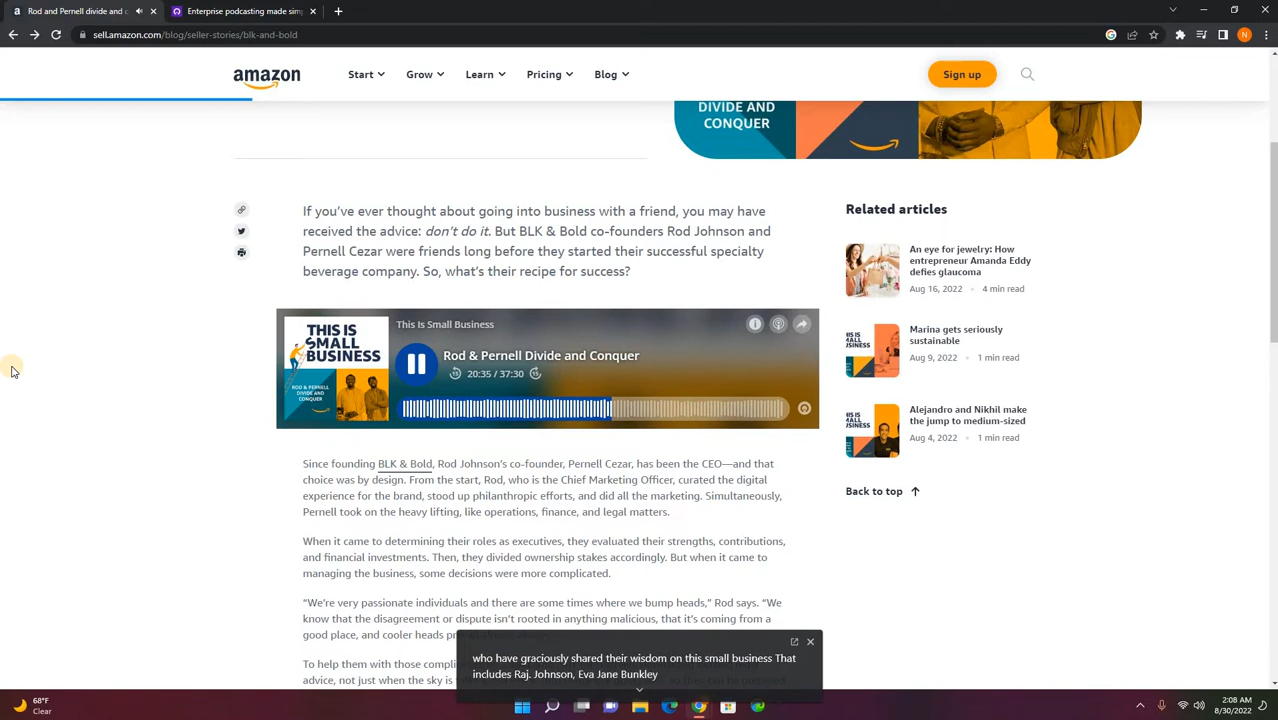 Rod and Pernell divide and c
Enterprise podcasting made sim
sell.amazon.com/blog/seller-stories/blk-and-bold
N
amazon
Start
Grow
Learn
Pricing
Blog
Sign up
DIVIDE AND
CONQUER
If you've ever thought about going into business with a friend, you may have
received the advice: don't do it. But BLK & Bold co-founders Rod Johnson and
Pernell Cezar were friends long before they started their successful specialty
beverage company. So, what's their recipe for success?
Related articles
An eye for jewelry: How
entrepreneur Amanda Eddy
defies glaucoma
Aug 16, 2022 • 4 min read
Marina gets seriously
sustainable
Aug 9, 2022 • 1 min read
Alejandro and Nikhil make
the jump to medium-sized
Aug 4, 2022 • 1 min read
Back to top
THIS IS
SMALL
BUSINESS
ROD & PERNELL
DIVIDE AND
CONQUER
This Is Small Business
Rod & Pernell Divide and Conquer
15 20:35 / 37:30 15
Since founding BLK & Bold, Rod Johnson's co-founder, Pernell Cezar, has been the CEO—and that
choice was by design. From the start, Rod, who is the Chief Marketing Officer, curated the digital
experience for the brand, stood up philanthropic efforts, and did all the marketing. Simultaneously,
Pernell took on the heavy lifting, like operations, finance, and legal matters.
When it came to determining their roles as executives, they evaluated their strengths, contributions,
and financial investments. Then, they divided ownership stakes accordingly. But when it came to
managing the business, some decisions were more complicated.
"We're very passionate individuals and there are some times where we bump heads," Rod says. "We
know that the disagreement or dispute isn't rooted in anything malicious, that it's coming from a
good place, and cooler heads
To help them with those
advice, not just when the sky is
who have graciously shared their wisdom on this small business That
includes Raj. Johnson, Eva Jane Bunkley
68°F
Clear
2:08 AM
8/30/2022